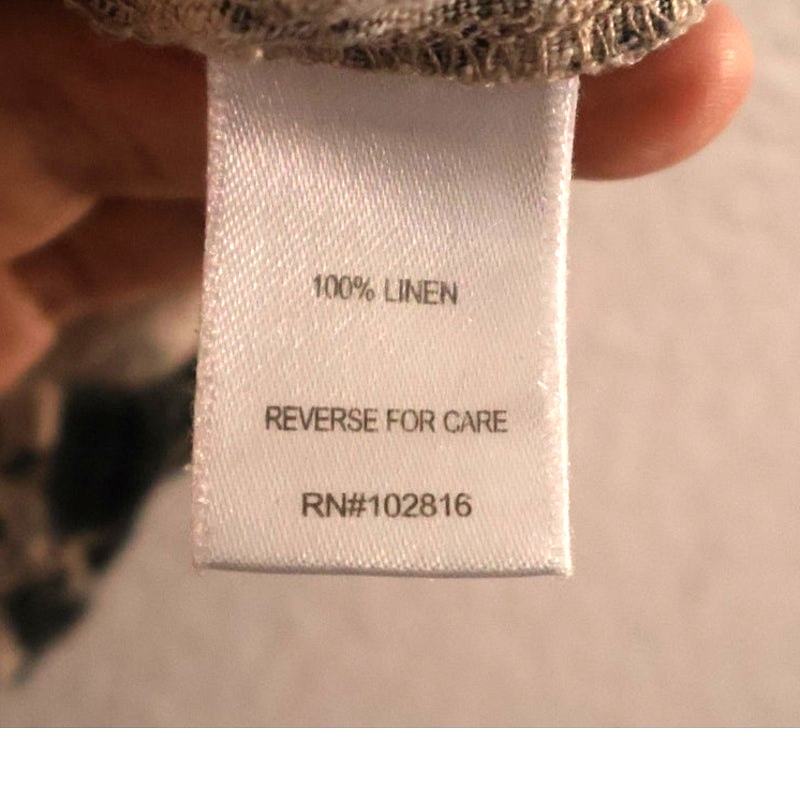 100% LINEN
REVERSE FOR CARE
RN#102816